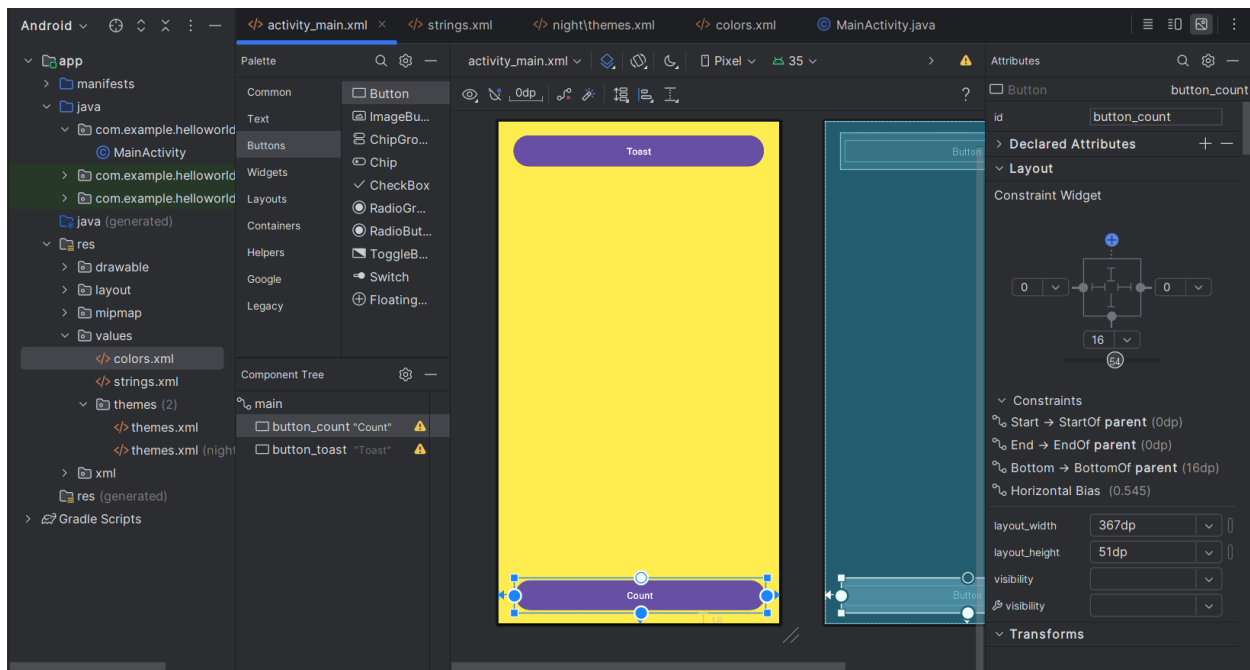 Android
activity_main.xml
strings.xml
night\themes.xml
colors.xml
MainActivity.java
app
manifests
java
com.example.helloworld
MainActivity
com.example.helloworld
com.example.helloworld
java (generated)
res
drawable
layout
mipmap
values
colors.xml
strings.xml
themes (2)
themes.xml
themes.xml (night
xml
res (generated)
Gradle Scripts
Palette
Common
Text
Buttons
Widgets
Layouts
Containers
Helpers
Google
Legacy
Button
ImageBu...
ChipGro...
Chip
CheckBox
RadioGr...
RadioBut...
ToggleB...
Switch
Floating...
Component Tree
main
button_count "Count"
button_toast "Toast"
activity_main.xml
Pixel
35
0dp
?
Toast
Count
16
Button
Button
Attributes
Button
button_count
id
button_count
Declared Attributes
Layout
Constraint Widget
0
0
16
54
Constraints
Start → StartOf parent (0dp)
End → EndOf parent (0dp)
Bottom → BottomOf parent (16dp)
Horizontal Bias (0.545)
layout_width
367dp
layout_height
51dp
visibility
visibility
Transforms